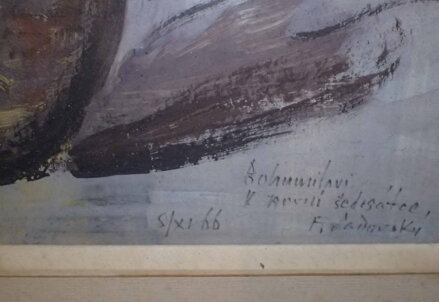 Bohumilovi
k první šedesátce
5/XI 66